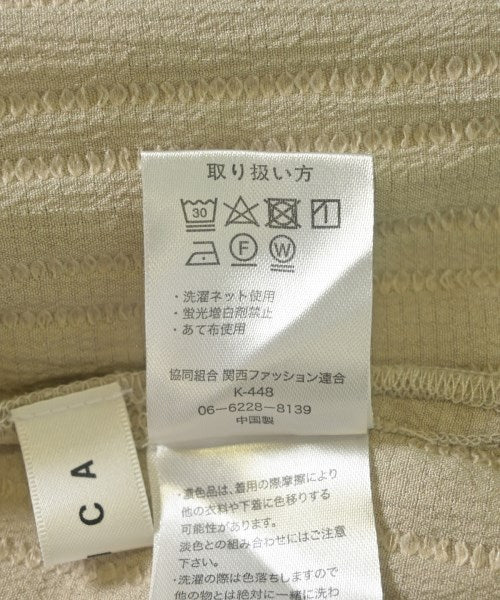 取り扱い方
30
F W
・洗濯ネット使用
・蛍光増白剤禁止
・あて布使用
協同組合 関西ファッション連合
K-448
06-6228-8139
中国製
ICA
・濃色品は、着用の際摩擦により
他の衣料や下着に色移りする
可能性があります。
淡色との組み合わせにはご注意
下さい。
・洗濯の際は色落ちしますので
他の物とは絶対に一緒に洗わ